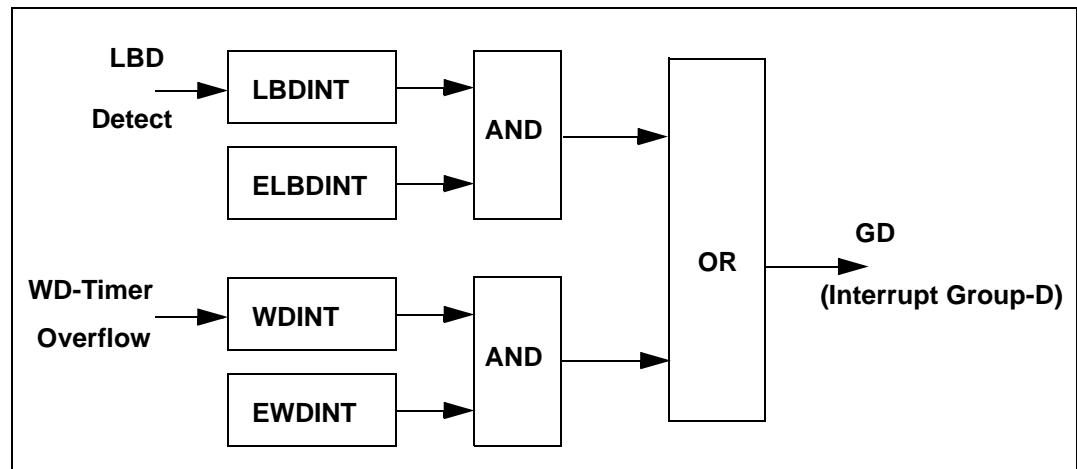 LBD
Detect
LBDINT
ELBDINT
AND
WD-Timer
Overflow
WDINT
EWDINT
AND
OR
GD
(Interrupt Group-D)